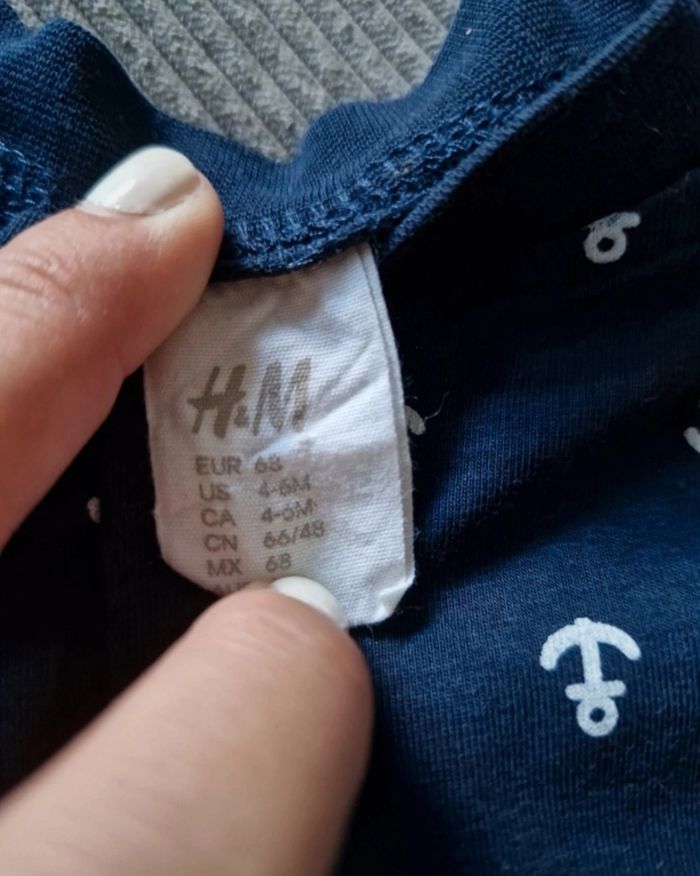 H&M
EUR 68
US 4-6M
CA 4-6M
CN 66/48
MX 68